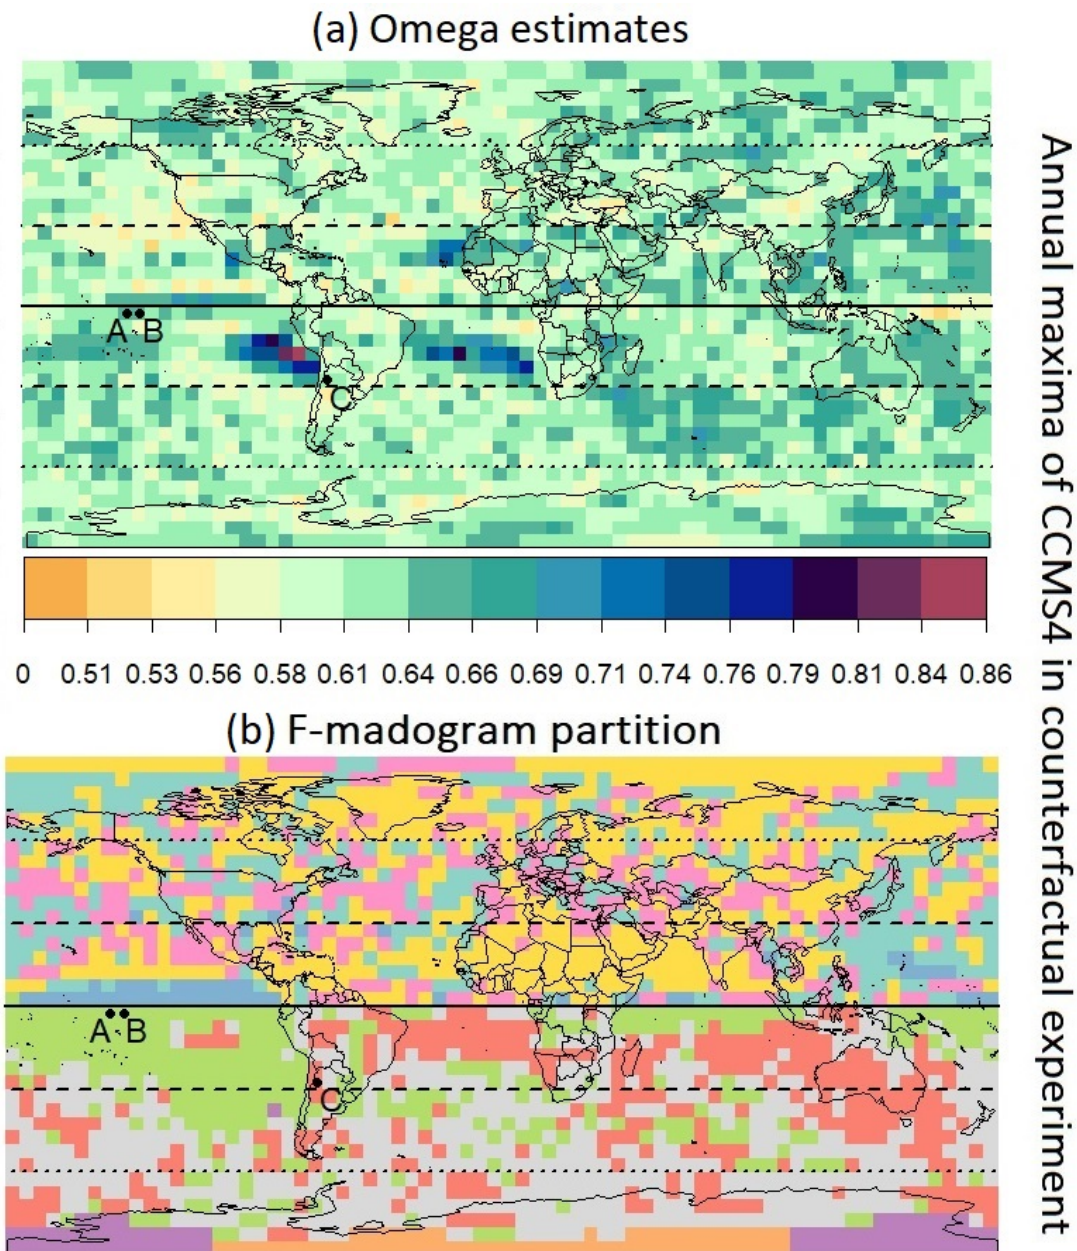 (a) Omega estimates
A B
C
0 0.51 0.53 0.56 0.58 0.61 0.64 0.66 0.69 0.71 0.74 0.76 0.79 0.81 0.84 0.86
(b) F-madogram partition
A B
C
Annual maxima of CCMS4 in counterfactual experiment